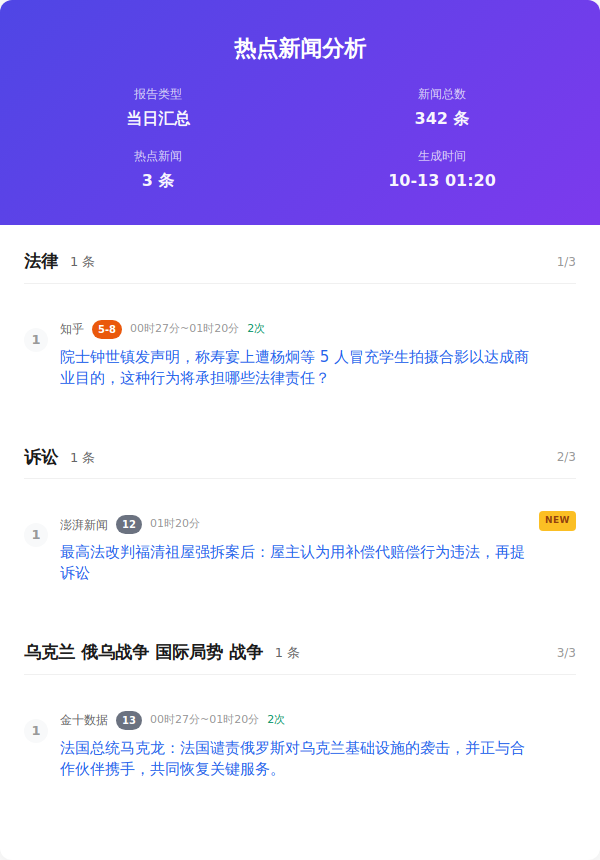 热点新闻分析
报告类型
新闻总数
当日汇总
342 条
热点新闻
生成时间
3 条
10-13 01:20
法律 1 条 1/3
1 知乎 5-8 00时27分~01时20分 2次
院士钟世镇发声明，称寿宴上遭杨炯等 5 人冒充学生拍摄合影以达成商
业目的，这种行为将承担哪些法律责任？
诉讼 1 条 2/3
1 澎湃新闻 12 01时20分 NEW
最高法改判福清祖屋强拆案后：屋主认为用补偿代赔偿行为违法，再提
诉讼
乌克兰 俄乌战争 国际局势 战争 1 条 3/3
1 金十数据 13 00时27分~01时20分 2次
法国总统马克龙：法国谴责俄罗斯对乌克兰基础设施的袭击，并正与合
作伙伴携手，共同恢复关键服务。